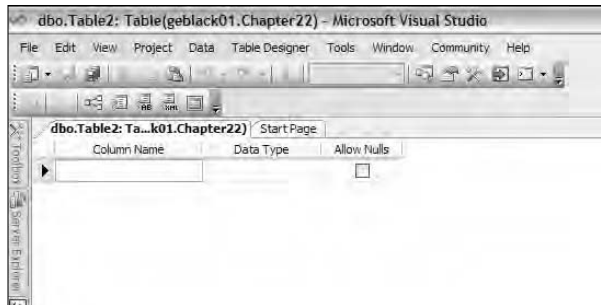 dbo.Table2: Table(geblack01.Chapter22) - Microsoft Visual Studio
File Edit View Project Data Table Designer Tools Window Community Help
dbo.Table2: Ta...k01.Chapter22) Start Page
Column Name Data Type Allow Nulls
Toolbox
Server Explorer